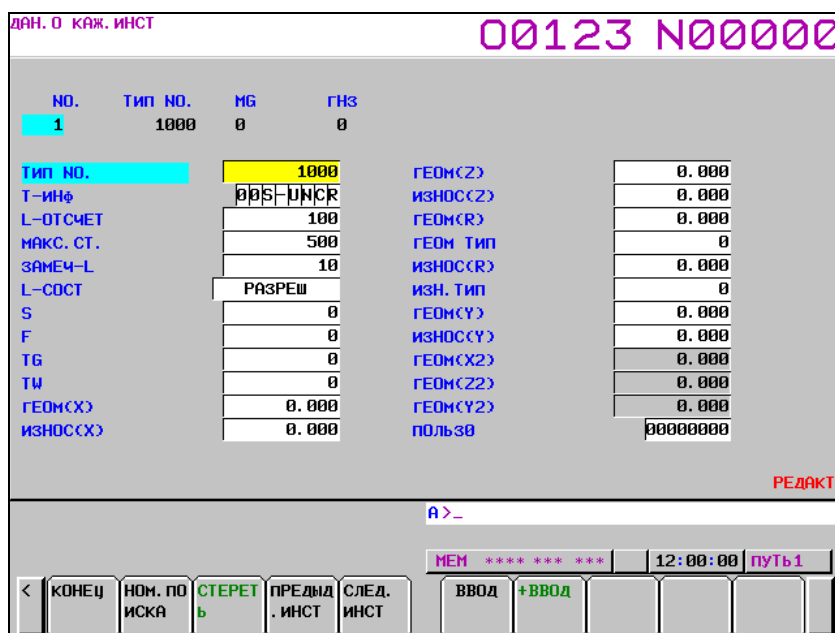 ДАН.О КАЖ.ИНСТ O0123 N00000
NO. ТИП NO. MG ГНЗ
1 1000 0 0
ТИП NO. 1000 ГЕОМ(Z) 0.000
Т-ИНФ 00S-UNCR ИЗНОС(Z) 0.000
L-ОТСЧЕТ 100 ГЕОМ(R) 0.000
МАКС.СТ. 500 ГЕОМ ТИП 0
ЗАМЕЧ-L 10 ИЗНОС(R) 0.000
L-СОСТ РАЗРЕШ ИЗН.ТИП 0
S 0 ГЕОМ(Y) 0.000
F 0 ИЗНОС(Y) 0.000
TG 0 ГЕОМ(X2) 0.000
TW 0 ГЕОМ(Z2) 0.000
ГЕОМ(X) 0.000 ГЕОМ(Y2) 0.000
ИЗНОС(X) 0.000 ПОЛЬЗ0 00000000
РЕДАКТ
A>_
MEM **** *** *** 12:00:00 ПУТЬ1
< КОНЕЦ НОМ.ПО СТЕРЕТ ПРЕДЫД СЛЕД. ВВОД +ВВОД
ИСКА Ь .ИНСТ ИНСТ